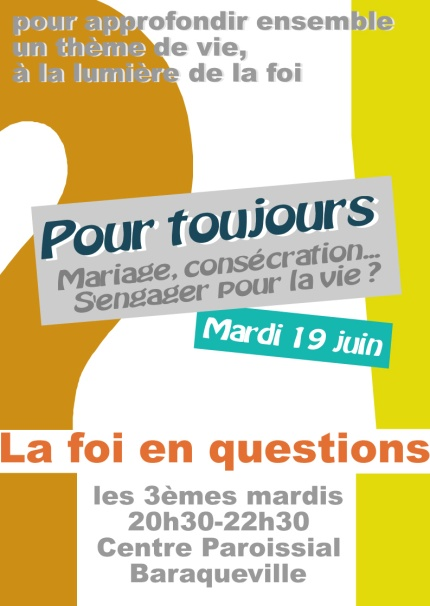 pour approfondir ensemble
un thème de vie,
à la lumière de la foi
Pour toujours
Mariage, consécration...
S'engager pour la vie ?
Mardi 19 juin
La foi en questions
les 3èmes mardis
20h30-22h30
Centre Paroissial
Baraqueville